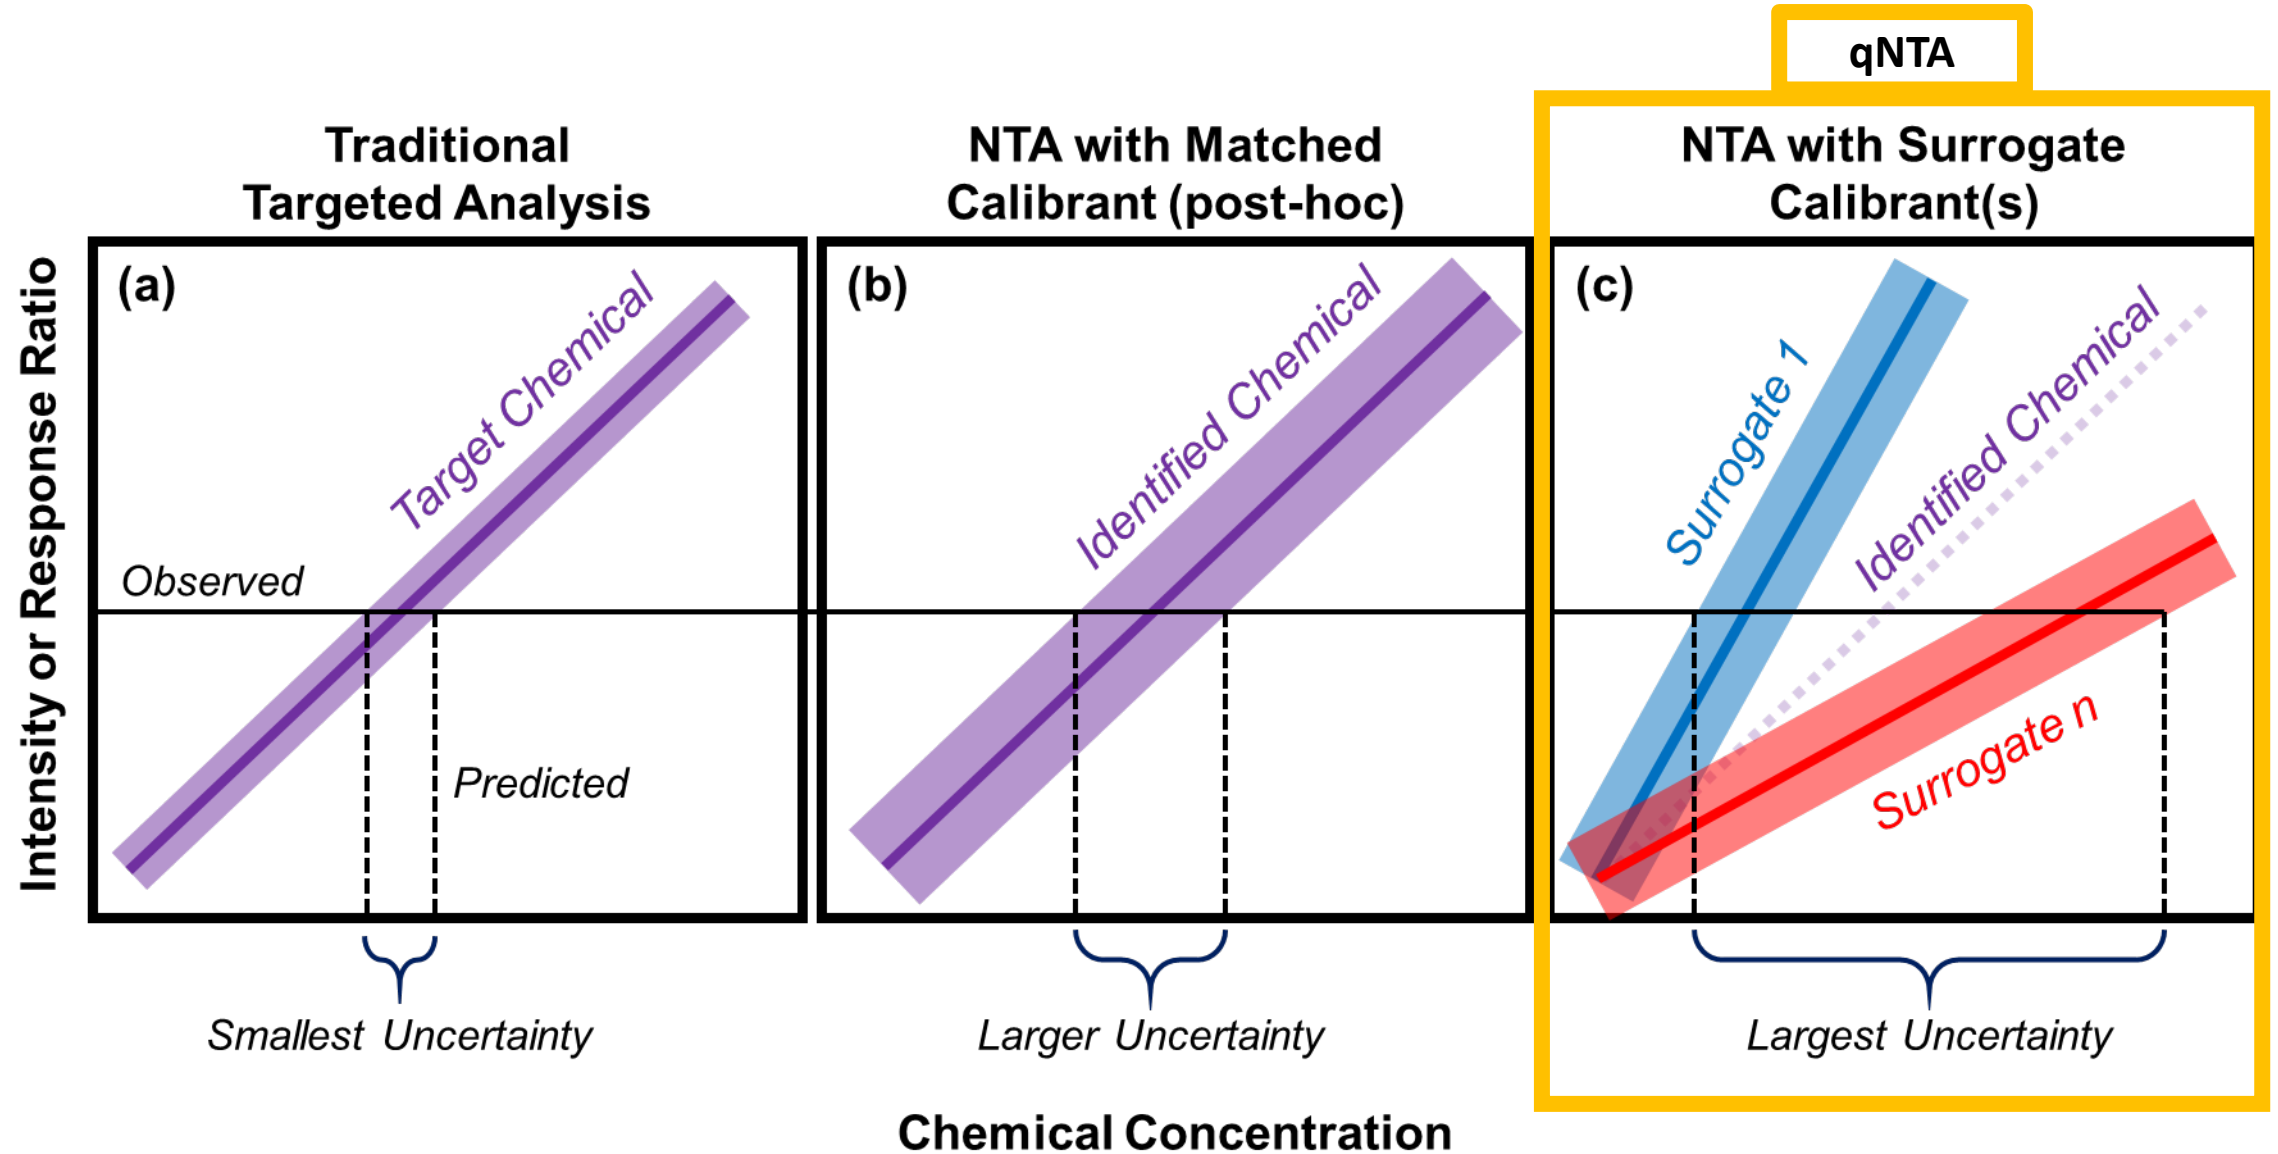 qNTA
Traditional
Targeted Analysis
NTA with Matched
Calibrant (post-hoc)
NTA with Surrogate
Calibrant(s)
Intensity or Response Ratio
(a)
Target Chemical
Observed
Predicted
Smallest Uncertainty
(b)
Identified Chemical
Larger Uncertainty
(c)
Surrogate 1
Identified Chemical
Surrogate n
Largest Uncertainty
Chemical Concentration